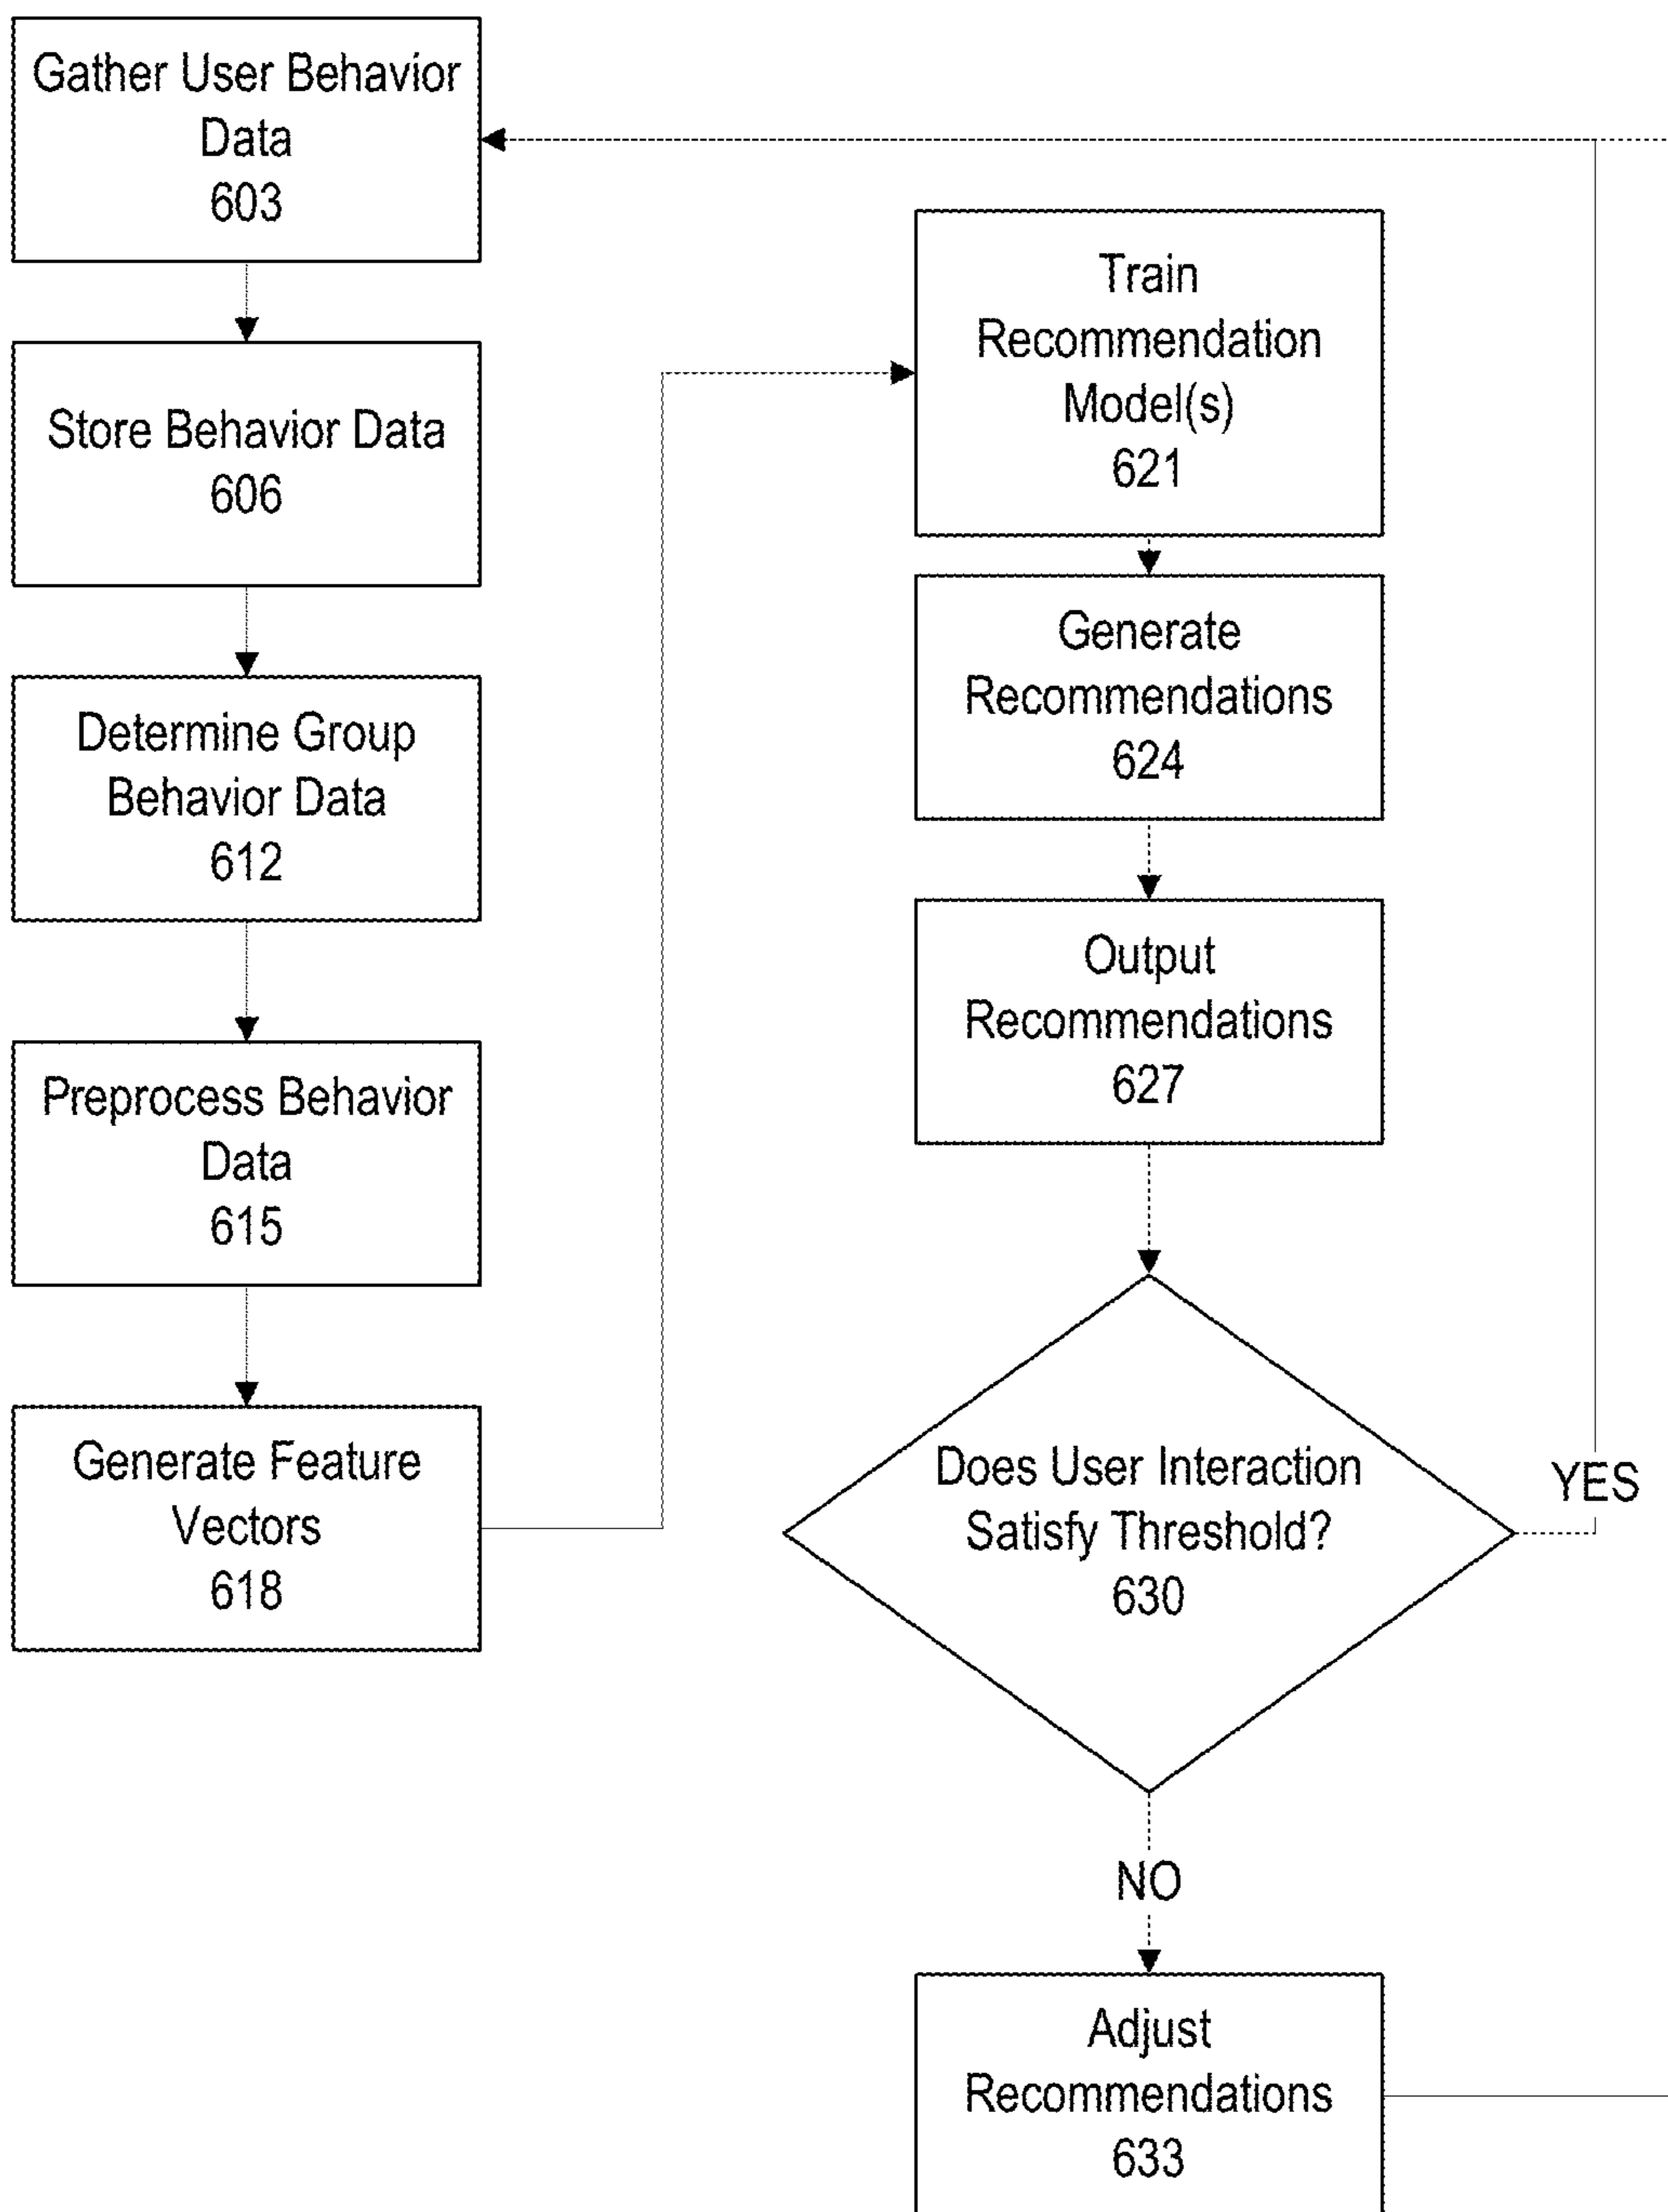 Gather User Behavior
Data
603
Store Behavior Data
606
Determine Group
Behavior Data
612
Preprocess Behavior
Data
615
Generate Feature
Vectors
618
Train
Recommendation
Model(s)
621
Generate
Recommendations
624
Output
Recommendations
627
Does User Interaction
Satisfy Threshold?
630
YES
NO
Adjust
Recommendations
633